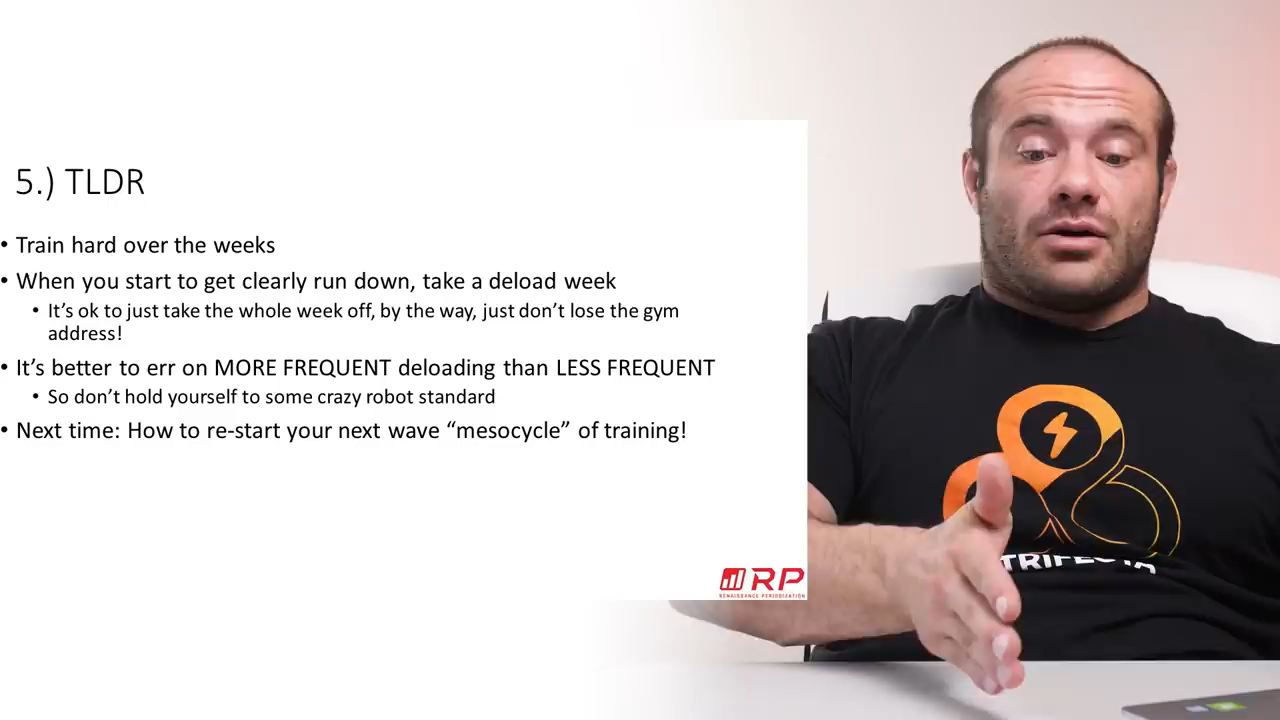 5.) TLDR
• Train hard over the weeks
• When you start to get clearly run down, take a deload week
• It’s ok to just take the whole week off, by the way, just don’t lose the gym
address!
• It’s better to err on MORE FREQUENT deloading than LESS FREQUENT
• So don’t hold yourself to some crazy robot standard
• Next time: How to re-start your next wave “mesocycle” of training!
RP
RENAISSANCE PERIODIZATION
TRIFECTA